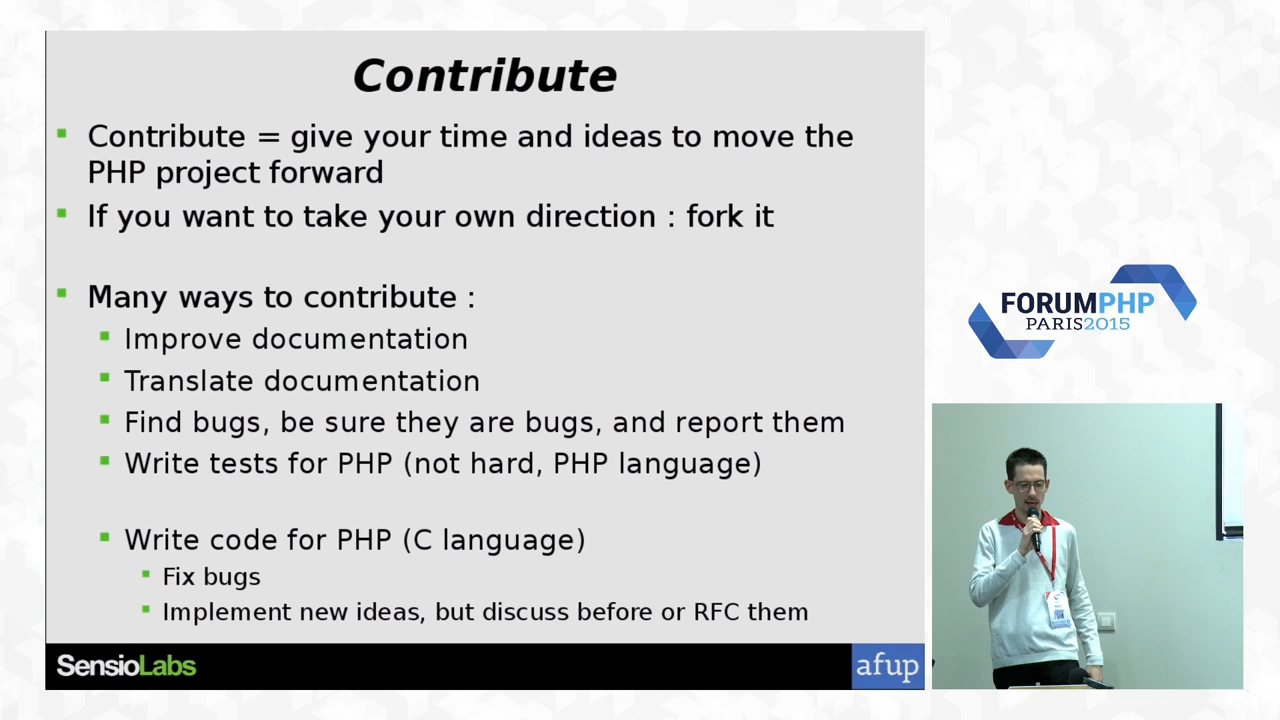 Contribute
Contribute = give your time and ideas to move the
PHP project forward
If you want to take your own direction : fork it
Many ways to contribute :
Improve documentation
Translate documentation
Find bugs, be sure they are bugs, and report them
Write tests for PHP (not hard, PHP language)
Write code for PHP (C language)
Fix bugs
Implement new ideas, but discuss before or RFC them
SensioLabs
afup
FORUMPHP
PARIS2015